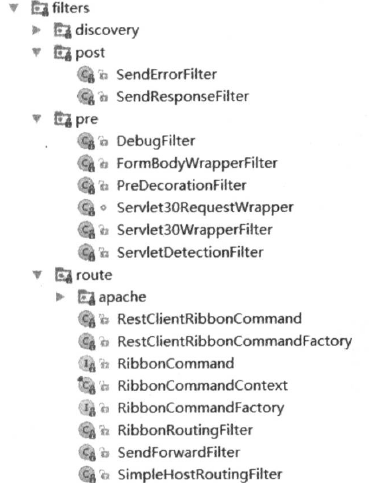 filters
discovery
post
SendErrorFilter
SendResponseFilter
pre
DebugFilter
FormBodyWrapperFilter
PreDecorationFilter
Servlet30RequestWrapper
Servlet30WrapperFilter
ServletDetectionFilter
route
apache
RestClientRibbonCommand
RestClientRibbonCommandFactory
RibbonCommand
RibbonCommandContext
RibbonCommandFactory
RibbonRoutingFilter
SendForwardFilter
SimpleHostRoutingFilter